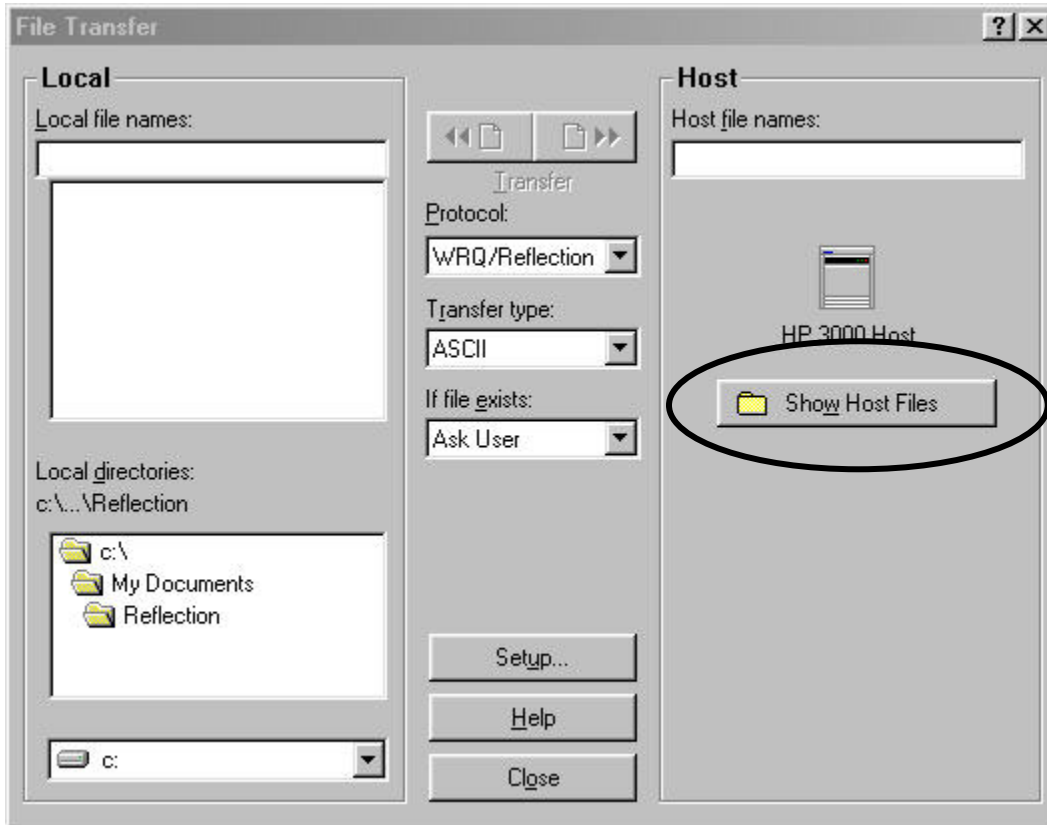 File Transfer
Local
Local file names:
Local directories:
c:\...\Reflection
c:\
My Documents
Reflection
c:
Transfer
Protocol:
WRQ/Reflection
Transfer type:
ASCII
If file exists:
Ask User
Setup...
Help
Close
Host
Host file names:
HP 3000 Host
Show Host Files